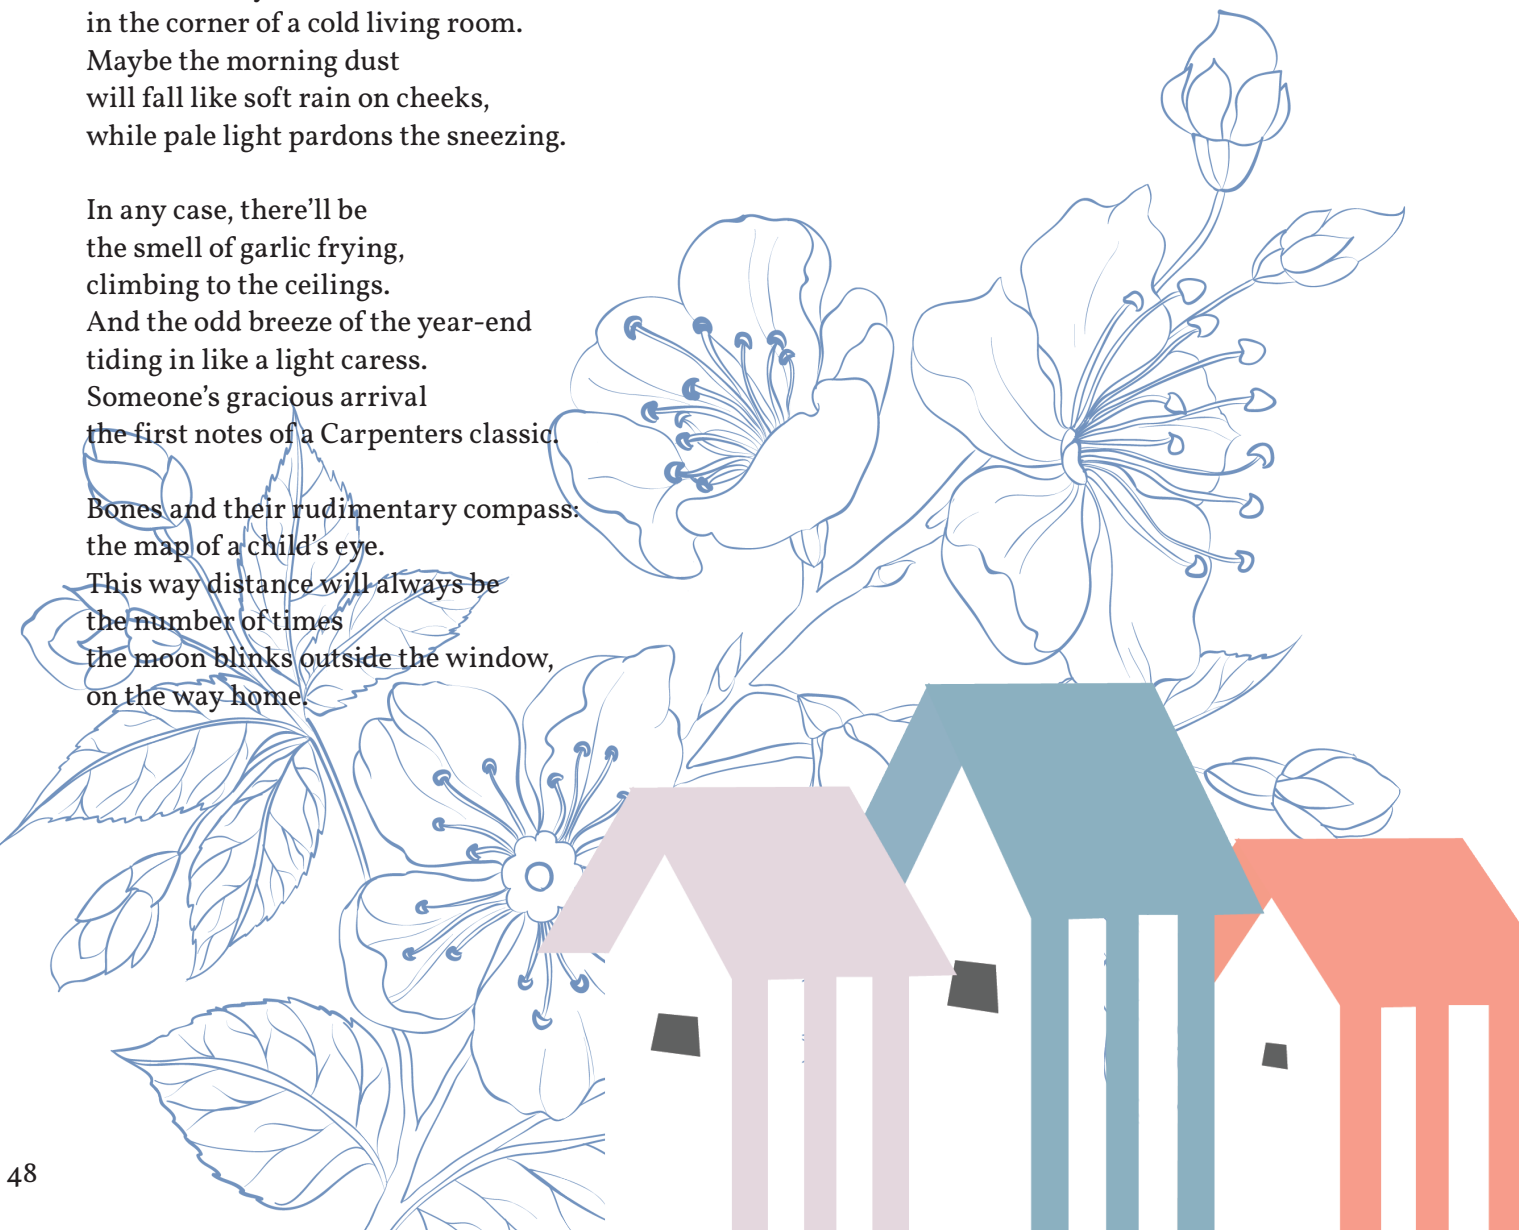 in the corner of a cold living room.
Maybe the morning dust
will fall like soft rain on cheeks,
while pale light pardons the sneezing.
In any case, there’ll be
the smell of garlic frying,
climbing to the ceilings.
And the odd breeze of the year-end
tiding in like a light caress.
Someone’s gracious arrival
the first notes of a Carpenters classic.
Bones and their rudimentary compass:
the map of a child’s eye.
This way distance will always be
the number of times
the moon blinks outside the window,
on the way home.
48